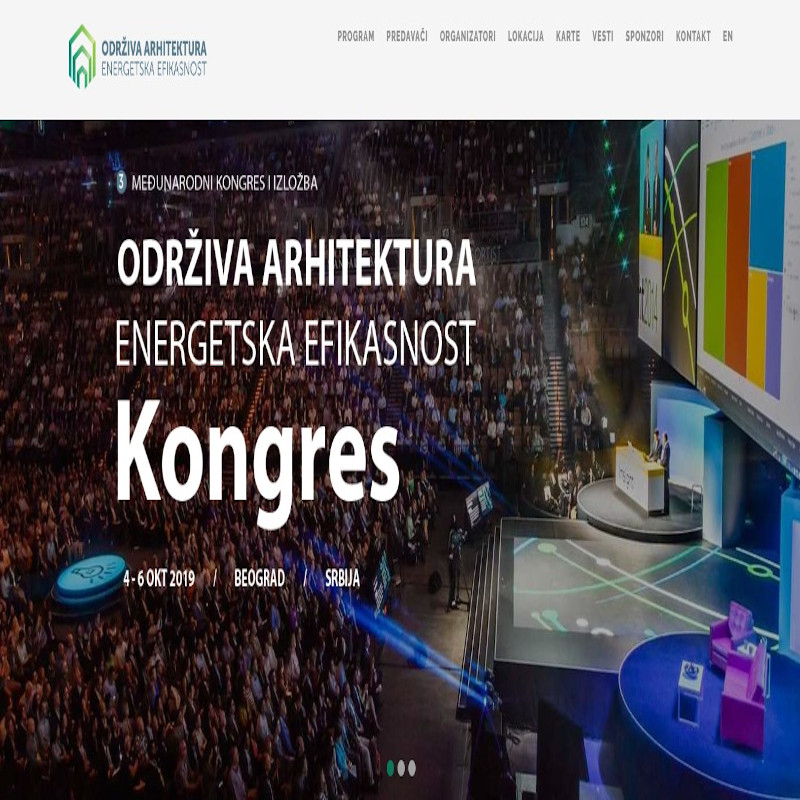 ODRŽIVA ARHITEKTURA
ENERGETSKA EFIKASNOST
PROGRAM PREDAVAČI ORGANIZATORI LOKACIJA KARTE VESTI SPONZORI KONTAKT EN
3 MEĐUNARODNI KONGRES I IZLOŽBA
ODRŽIVA ARHITEKTURA
ENERGETSKA EFIKASNOST
Kongres
4 - 6 OKT 2019 / BEOGRAD / SRBIJA
insight